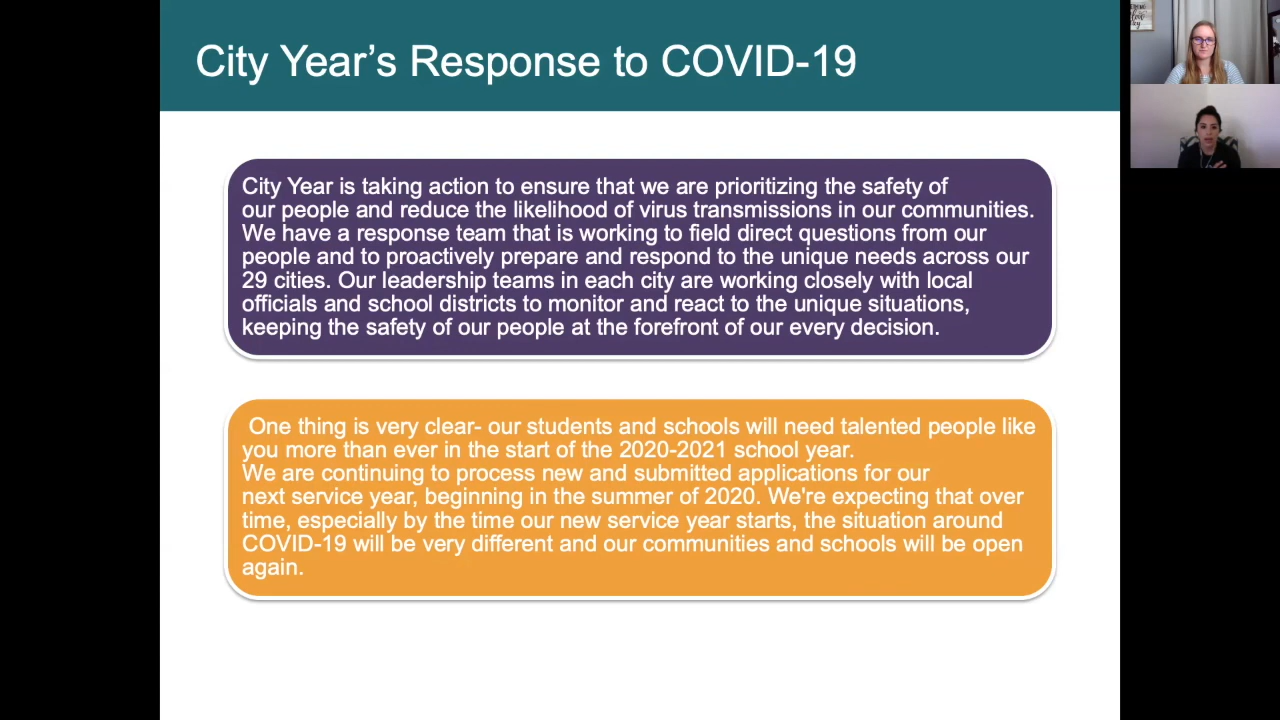 City Year’s Response to COVID-19
City Year is taking action to ensure that we are prioritizing the safety of
our people and reduce the likelihood of virus transmissions in our communities.
We have a response team that is working to field direct questions from our
people and to proactively prepare and respond to the unique needs across our
29 cities. Our leadership teams in each city are working closely with local
officials and school districts to monitor and react to the unique situations,
keeping the safety of our people at the forefront of our every decision.
One thing is very clear- our students and schools will need talented people like
you more than ever in the start of the 2020-2021 school year.
We are continuing to process new and submitted applications for our
next service year, beginning in the summer of 2020. We're expecting that over
time, especially by the time our new service year starts, the situation around
COVID-19 will be very different and our communities and schools will be open
again.